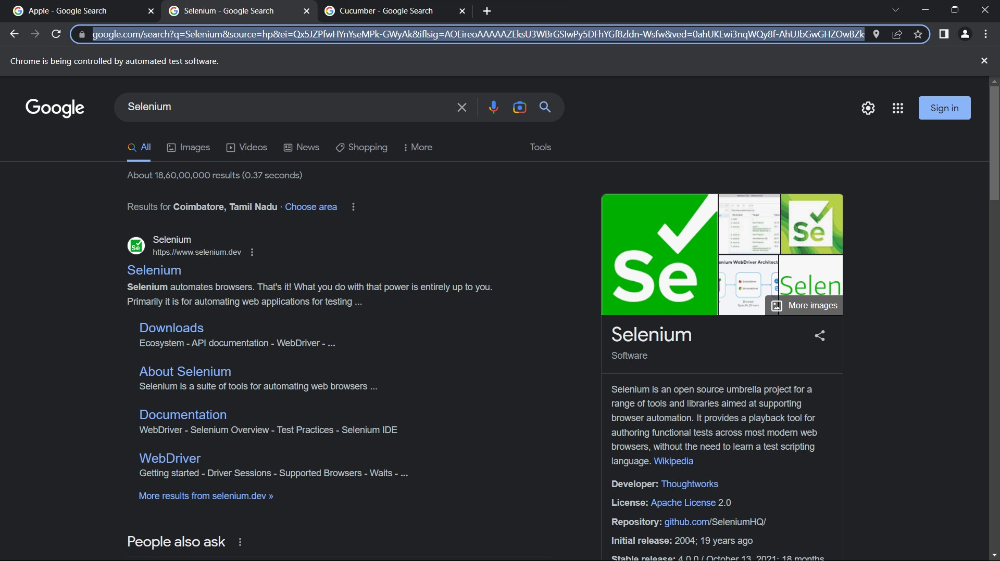 Apple - Google Search
Selenium - Google Search
Cucumber - Google Search
google.com/search?q=Selenium&source=hp&ei=Qx5JZPfwHYnYseMPk-GWyAk&iflsig=AOEireoAAAAAZEksU3WBrGSIwPy5DFhYGf8zldn-Wsfw&ved=0ahUKEwi3nqWQy8f-AhUJbGwGHZOwBZk
Chrome is being controlled by automated test software.
Google
Selenium
Sign in
All
Images
Videos
News
Shopping
More
Tools
About 18,60,00,000 results (0.37 seconds)
Results for Coimbatore, Tamil Nadu · Choose area
Selenium
https://www.selenium.dev
Selenium
Selenium automates browsers. That's it! What you do with that power is entirely up to you.
Primarily it is for automating web applications for testing ...
Downloads
Ecosystem - API documentation - WebDriver - ...
About Selenium
Selenium is a suite of tools for automating web browsers ...
Documentation
WebDriver - Selenium Overview - Test Practices - Selenium IDE
WebDriver
Getting started - Driver Sessions - Supported Browsers - Waits - ...
More results from selenium.dev »
People also ask
Se
Se
enium WebDriver Architect
Selen
More images
Selenium
Software
Selenium is an open source umbrella project for a
range of tools and libraries aimed at supporting
browser automation. It provides a playback tool for
authoring functional tests across most modern web
browsers, without the need to learn a test scripting
language. Wikipedia
Developer: Thoughtworks
License: Apache License 2.0
Repository: github.com/SeleniumHQ/
Initial release: 2004; 19 years ago
Stable release: 4.0.0 / October 13, 2021; 18 months